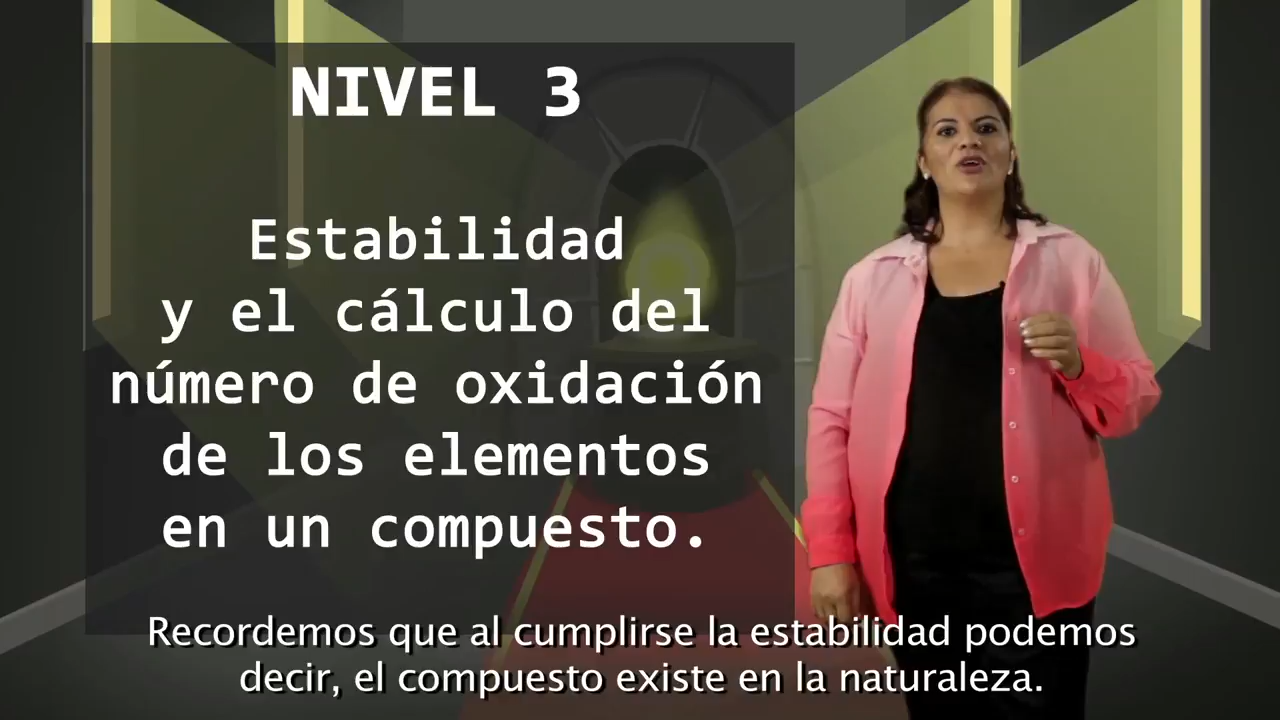 NIVEL 3
Estabilidad
y el cálculo del
número de oxidación
de los elementos
en un compuesto.
Recordemos que al cumplirse la estabilidad podemos
decir, el compuesto existe en la naturaleza.